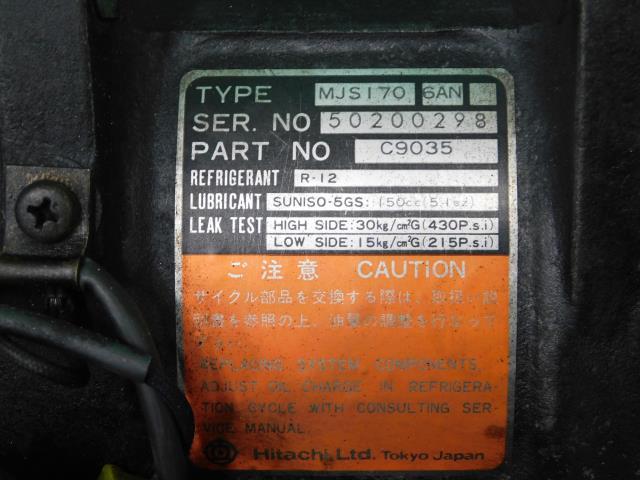 TYPE MJS170 6AN
SER. NO 50200298
PART NO C9035
REFRIGERANT R-12
LUBRICANT SUNISO-5GS: 150cc(5.1oz)
LEAK TEST HIGH SIDE: 30kg/cm²G(430P.s.i)
LOW SIDE: 15kg/cm²G(215P.s.i)
ご注意 CAUTION
サイクル部品を交換する際は、取扱い説
明書を参照の上、油量の調整を行なって
下さい。
REPLACING SYSTEM COMPONENTS,
ADJUST OIL CHARGE IN REFRIGERA-
TION CYCLE WITH CONSULTING SER-
VICE MANUAL.
Hitachi, Ltd. Tokyo Japan